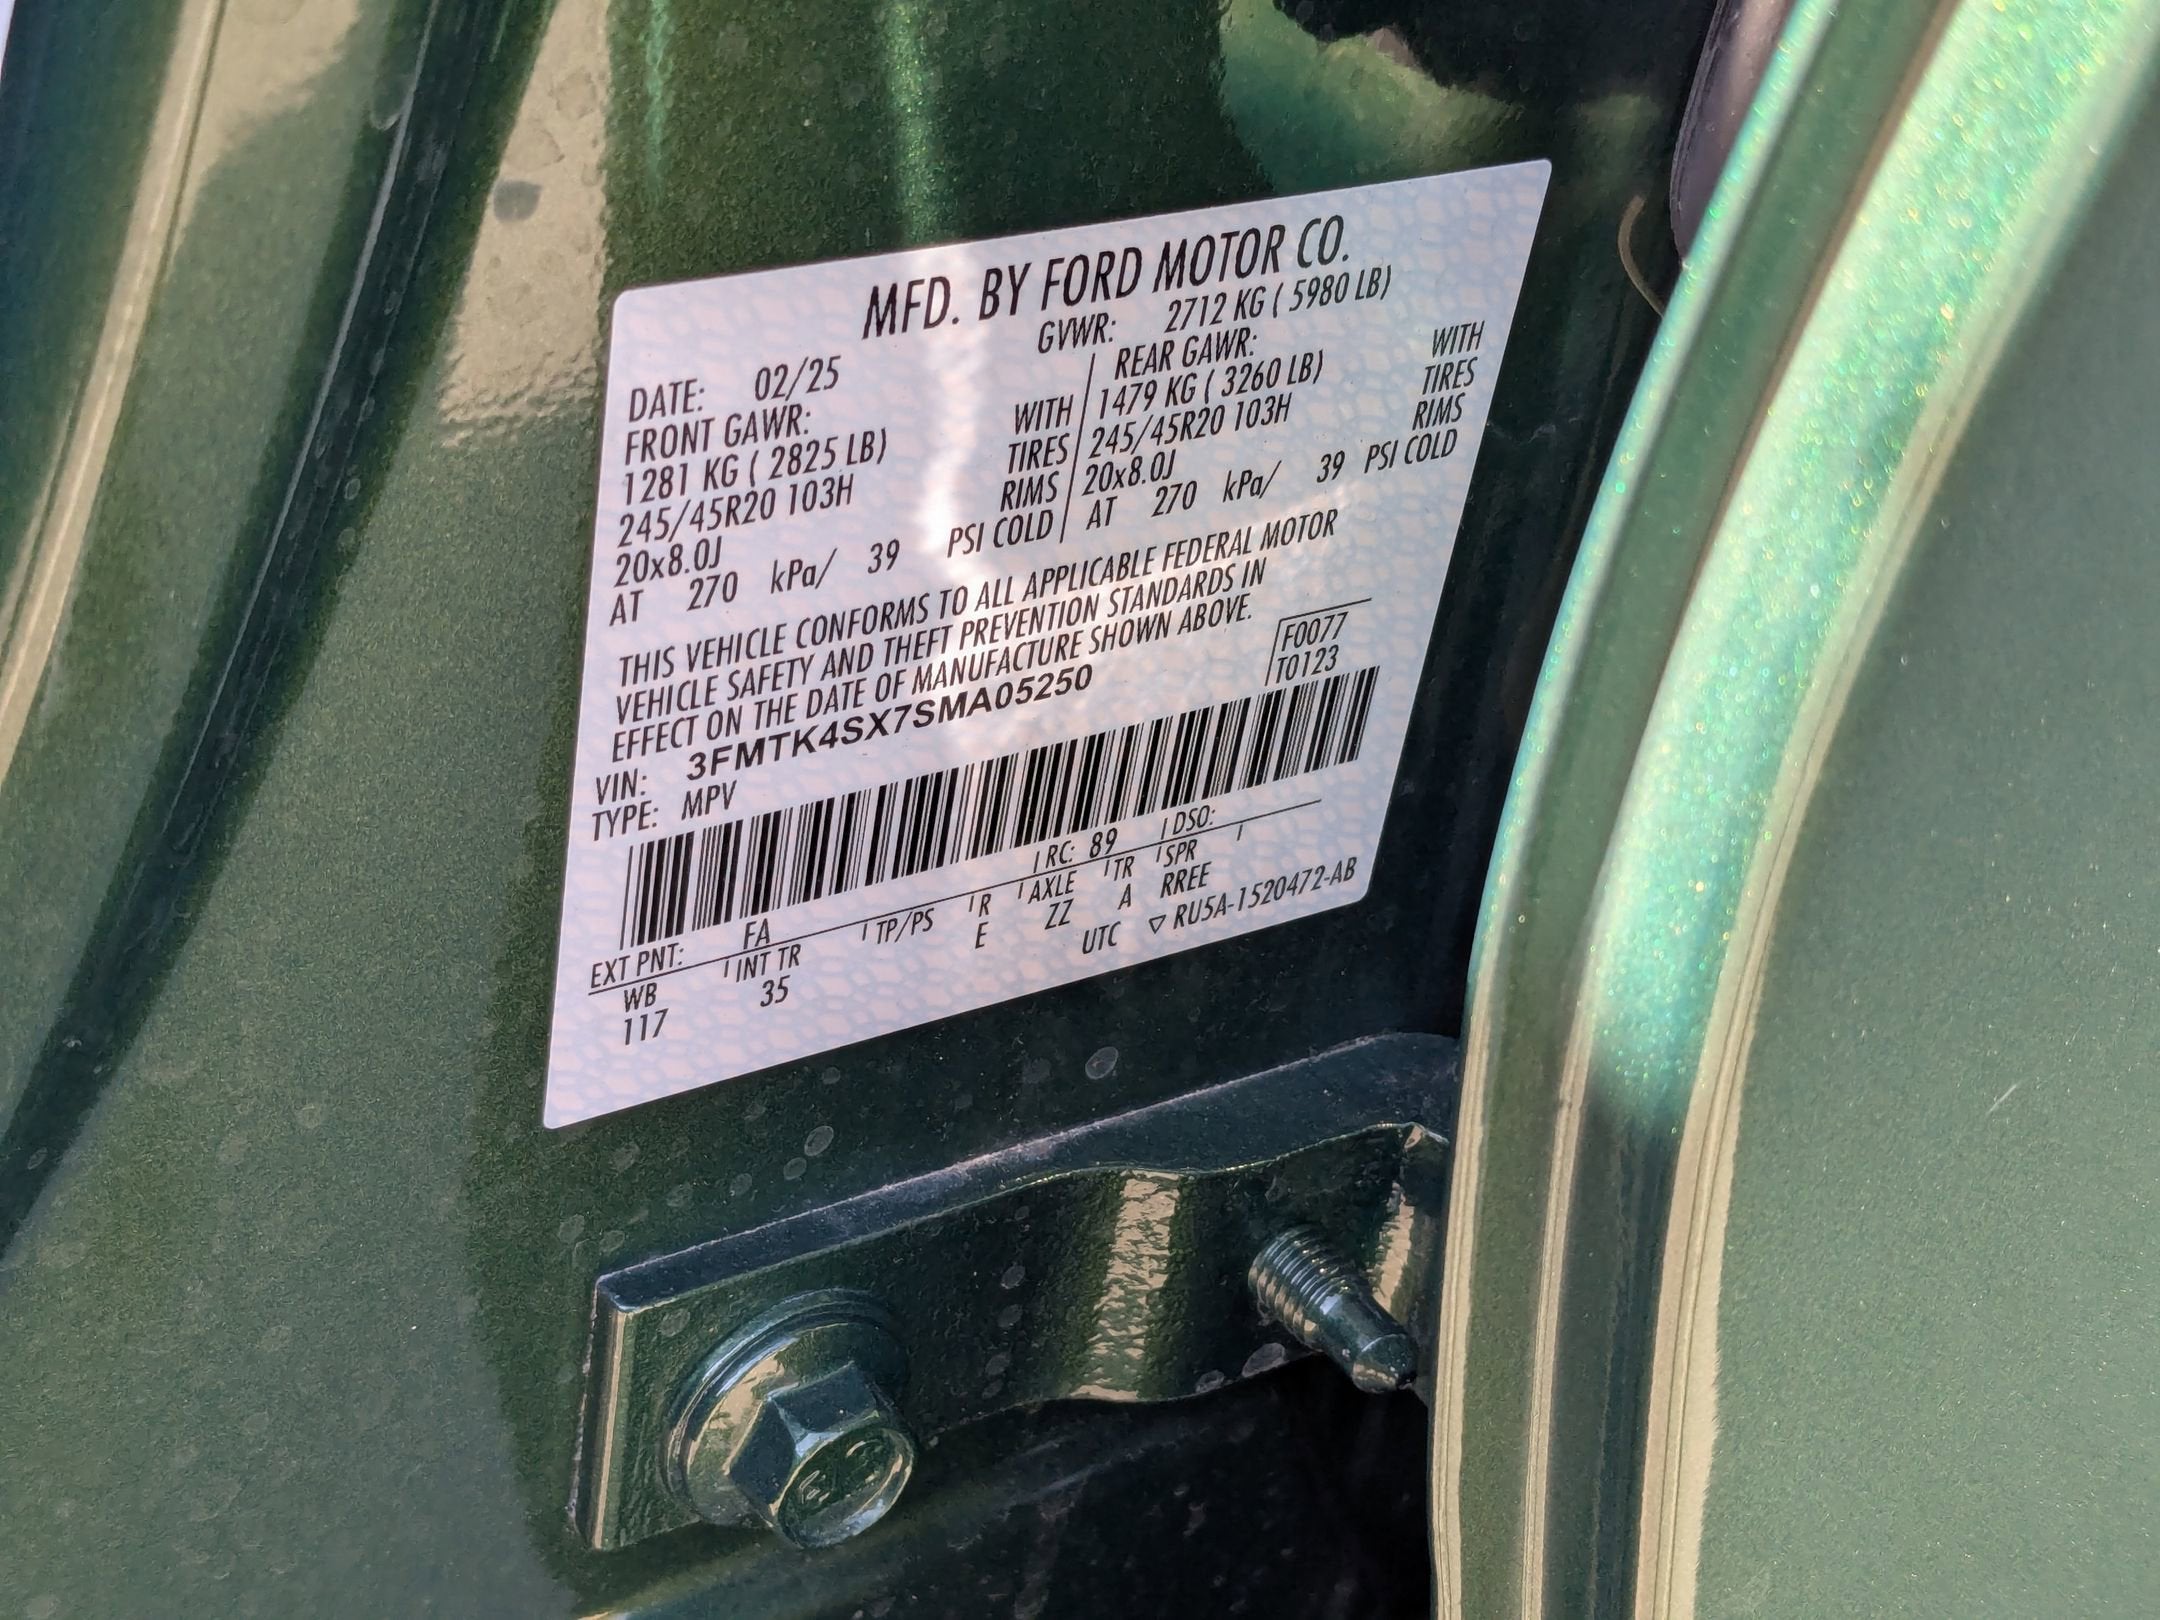 MFD. BY FORD MOTOR CO.
DATE: 02/25 GVWR: 2712 KG ( 5980 LB)
FRONT GAWR: REAR GAWR:
1281 KG ( 2825 LB) WITH 1479 KG ( 3260 LB) WITH
245/45R20 103H TIRES 245/45R20 103H TIRES
20x8.0J RIMS 20x8.0J RIMS
AT 270 kPa/ 39 PSI COLD AT 270 kPa/ 39 PSI COLD
THIS VEHICLE CONFORMS TO ALL APPLICABLE FEDERAL MOTOR
VEHICLE SAFETY AND THEFT PREVENTION STANDARDS IN
EFFECT ON THE DATE OF MANUFACTURE SHOWN ABOVE.
F0077
VIN: 3FMTK4SX7SMA05250 T0123
TYPE: MPV
EXT PNT: FA RC: 89 DSO:
WB INT TR TP/PS R AXLE TR SPR
117 35 E ZZ A RREE
UTC ▽ RU5A-1520472-AB